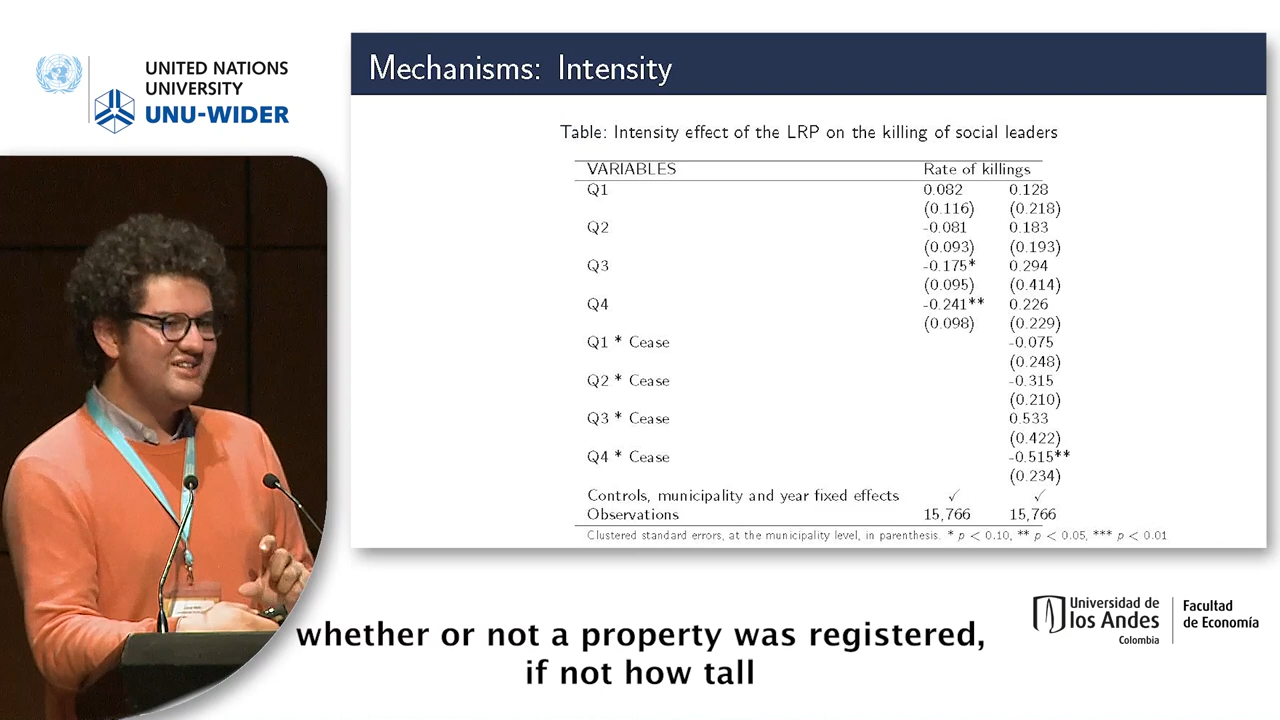 UNITED NATIONS
UNIVERSITY
UNU-WIDER
Mechanisms: Intensity
Table: Intensity effect of the LRP on the killing of social leaders
VARIABLES Rate of killings
Q1 0.082 0.128
(0.116) (0.218)
Q2 -0.081 0.183
(0.093) (0.193)
Q3 -0.175* 0.294
(0.095) (0.414)
Q4 -0.241** 0.226
(0.098) (0.229)
Q1 * Cease -0.075
(0.248)
Q2 * Cease -0.315
(0.210)
Q3 * Cease 0.533
(0.422)
Q4 * Cease -0.515**
(0.234)
Controls, municipality and year fixed effects ✓ ✓
Observations 15,766 15,766
Clustered standard errors, at the municipality level, in parenthesis. * p < 0.10, ** p < 0.05, *** p < 0.01
whether or not a property was registered,
if not how tall
Universidad de
los Andes
Colombia
Facultad
de Economía